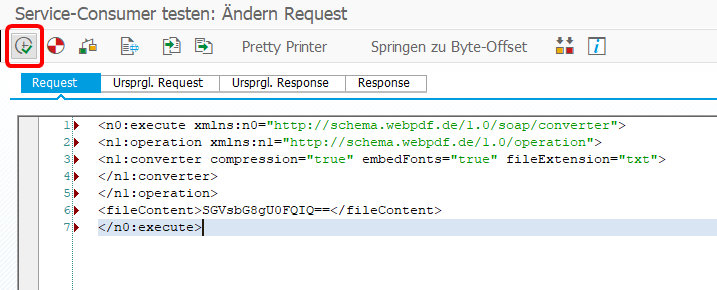 Service-Consumer testen: Ändern Request
Pretty Printer Springen zu Byte-Offset
Request Ursprgl. Request Ursprgl. Response Response
1 <n0:execute xmlns:n0="http://schema.webpdf.de/1.0/soap/converter">
2 <n1:operation xmlns:n1="http://schema.webpdf.de/1.0/operation">
3 <n1:converter compression="true" embedFonts="true" fileExtension="txt">
4 </n1:converter>
5 </n1:operation>
6 <fileContent>SGVsbG8gU0FQIQ==</fileContent>
7 </n0:execute>